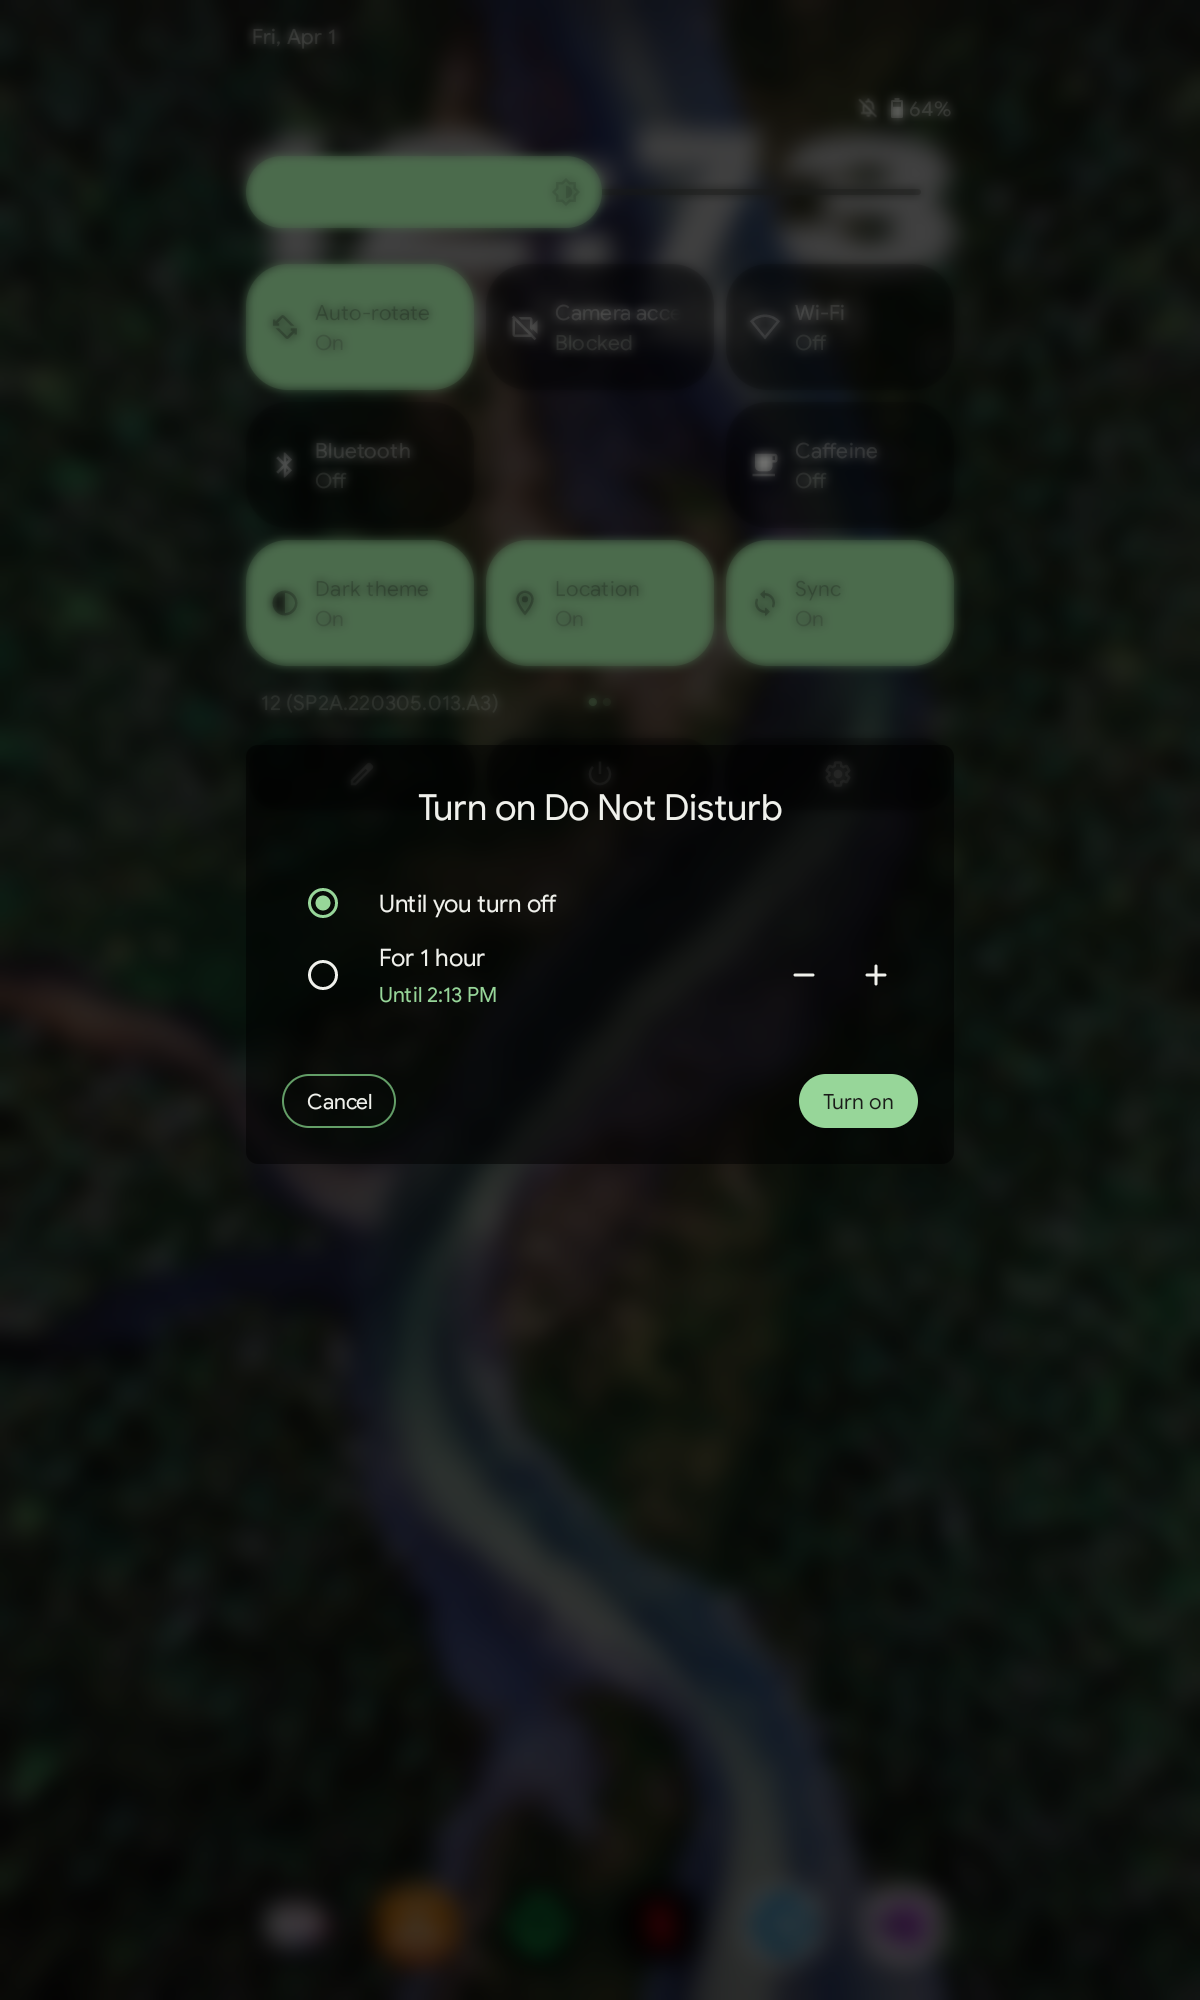 Fri, Apr 1
64%
Auto-rotate
On
Camera acc
Blocked
Wi-Fi
Off
Bluetooth
Off
Caffeine
Off
Dark theme
On
Location
On
Sync
On
12 (SP2A.220305.013.A3)
Turn on Do Not Disturb
Until you turn off
For 1 hour
Until 2:13 PM
Cancel
Turn on